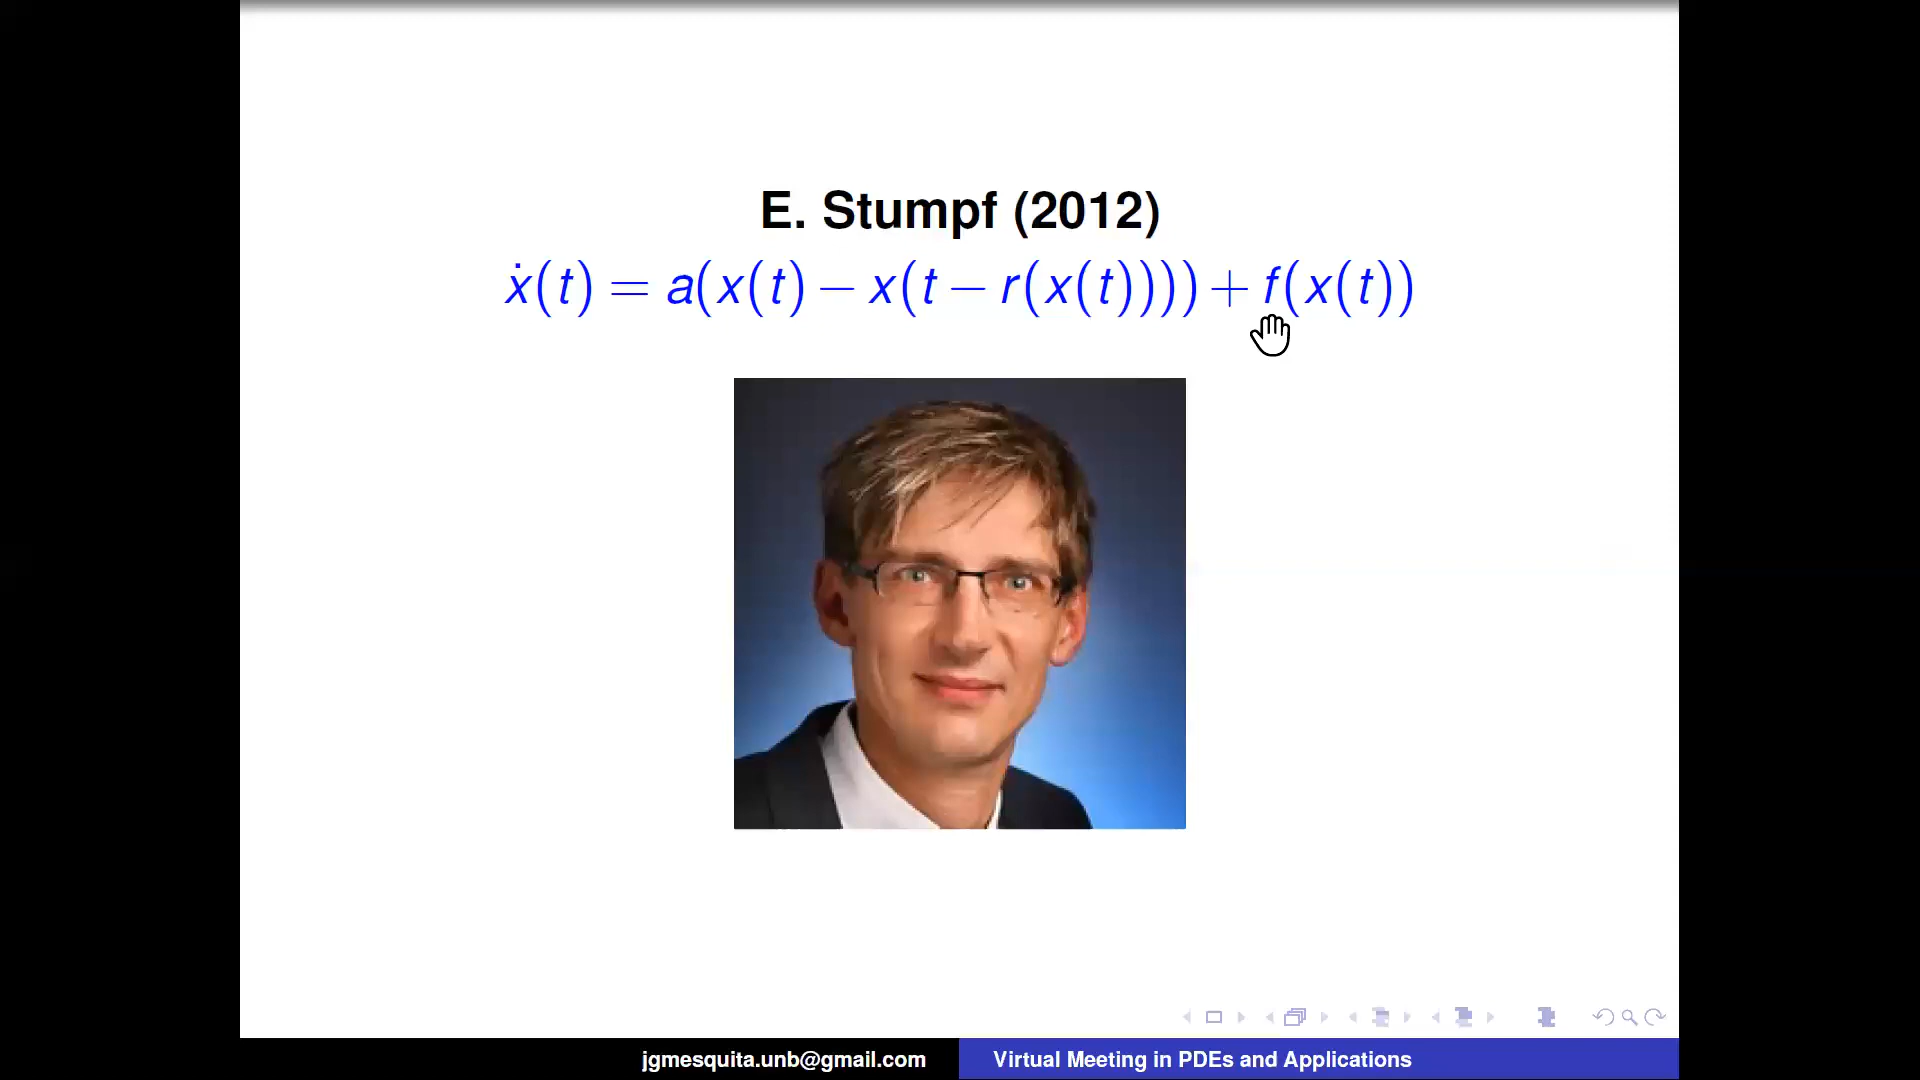 E. Stumpf (2012)
ẋ(t) = a(x(t) − x(t − r(x(t)))) + f(x(t))
jgmesquita.unb@gmail.com Virtual Meeting in PDEs and Applications